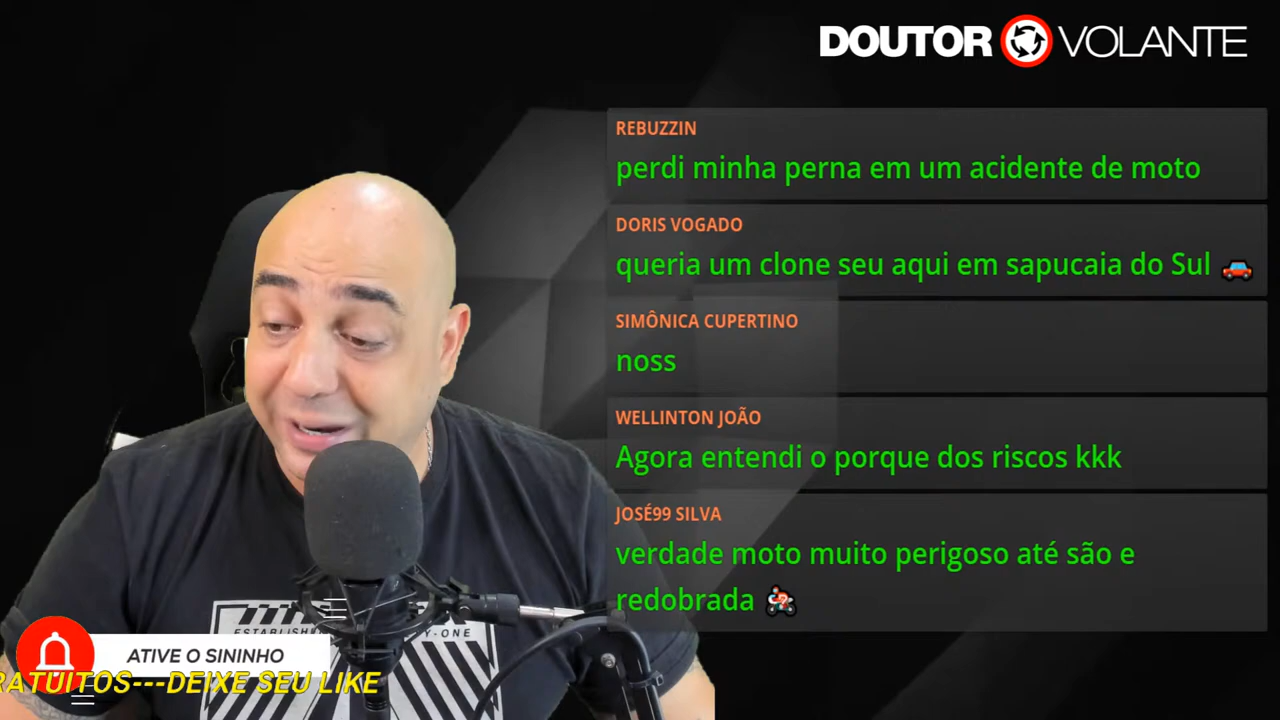 DOUTOR VOLANTE
REBUZZIN
perdi minha perna em um acidente de moto
DORIS VOGADO
queria um clone seu aqui em sapucaia do Sul
SIMÔNICA CUPERTINO
noss
WELLINTON JOÃO
Agora entendi o porque dos riscos kkk
JOSÉ99 SILVA
verdade moto muito perigoso até são e
redobrada
ATIVE O SININHO
RATUITOS---DEIXE SEU LIKE